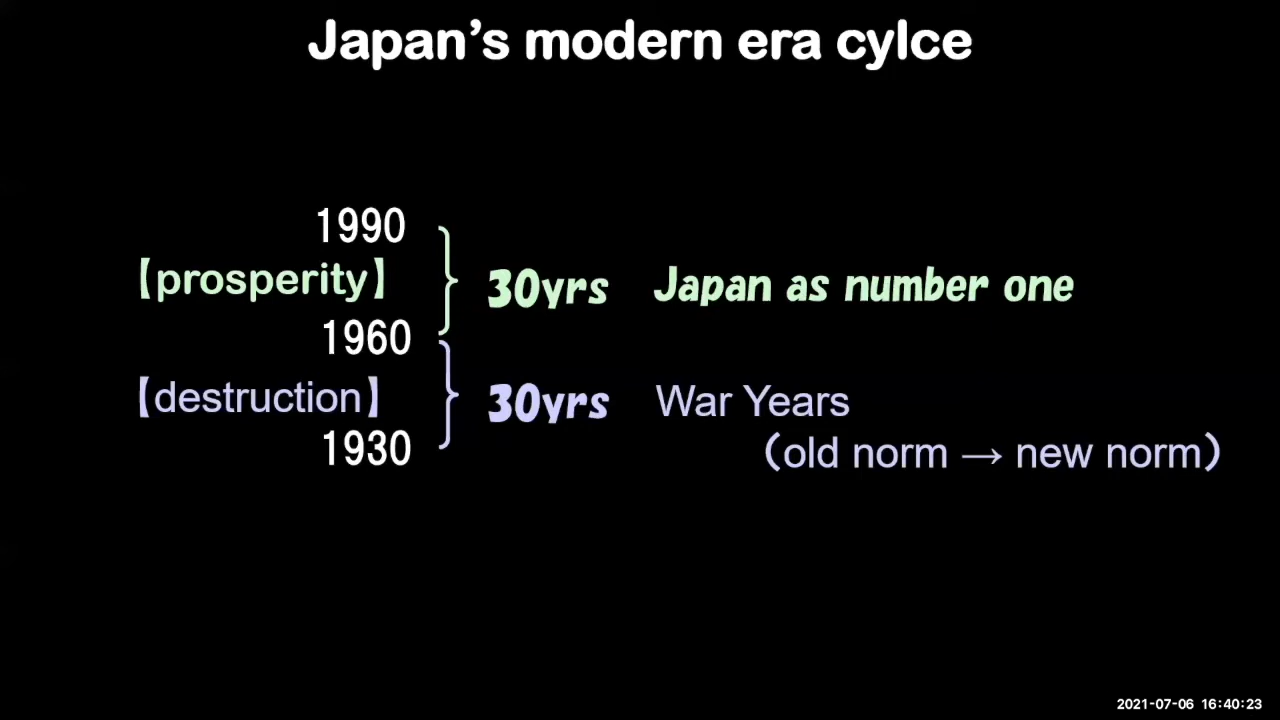 Japan's modern era cylce
1990
【prosperity】 30yrs Japan as number one
1960
【destruction】 30yrs War Years
1930
(old norm → new norm)
2021-07-06 16:40:23